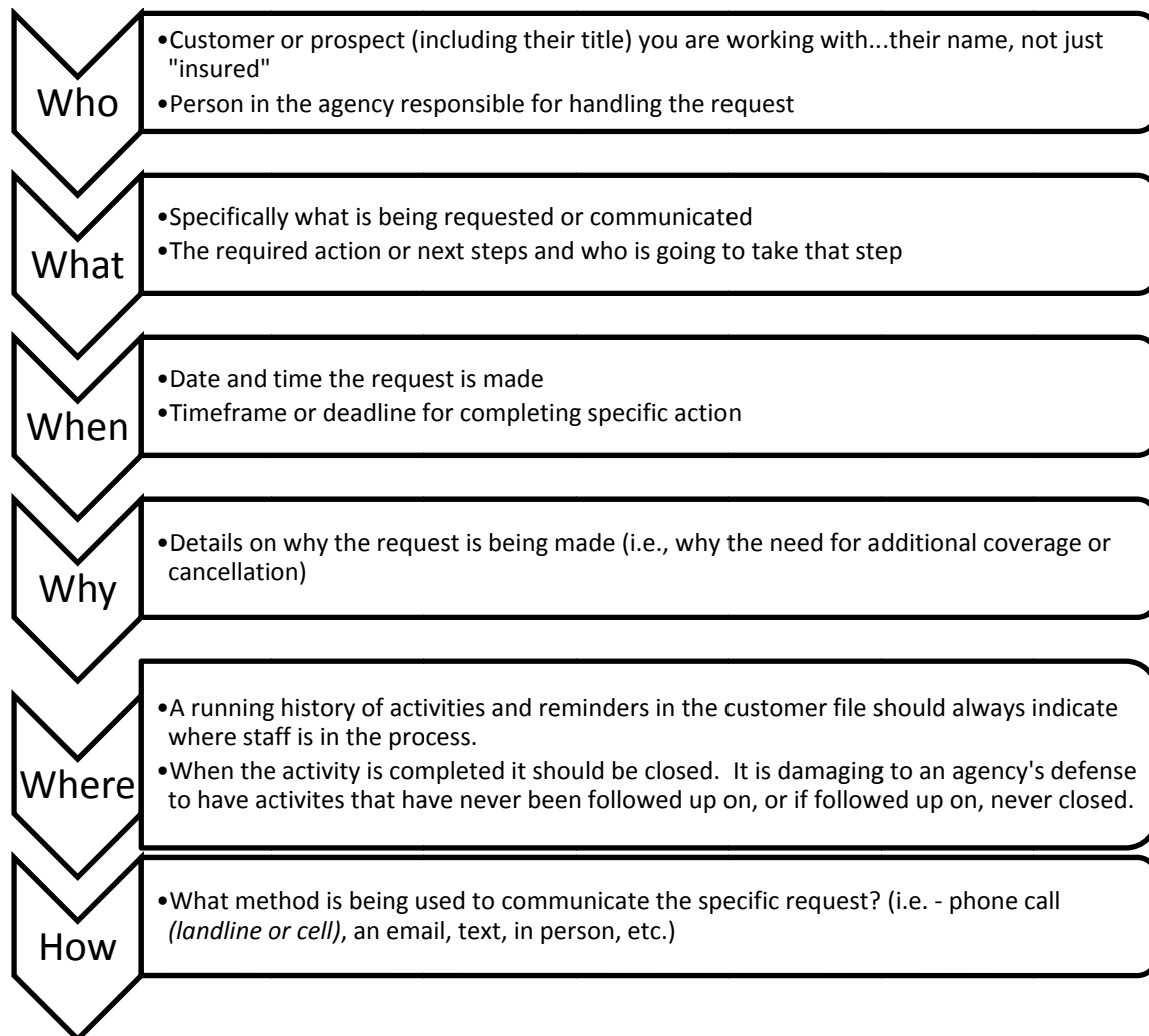 Who
•Customer or prospect (including their title) you are working with...their name, not just
"insured"
•Person in the agency responsible for handling the request
What
•Specifically what is being requested or communicated
•The required action or next steps and who is going to take that step
When
•Date and time the request is made
•Timeframe or deadline for completing specific action
Why
•Details on why the request is being made (i.e., why the need for additional coverage or
cancellation)
Where
•A running history of activities and reminders in the customer file should always indicate
where staff is in the process.
•When the activity is completed it should be closed.  It is damaging to an agency's defense
to have activites that have never been followed up on, or if followed up on, never closed.
How
•What method is being used to communicate the specific request? (i.e. - phone call
(landline or cell), an email, text, in person, etc.)